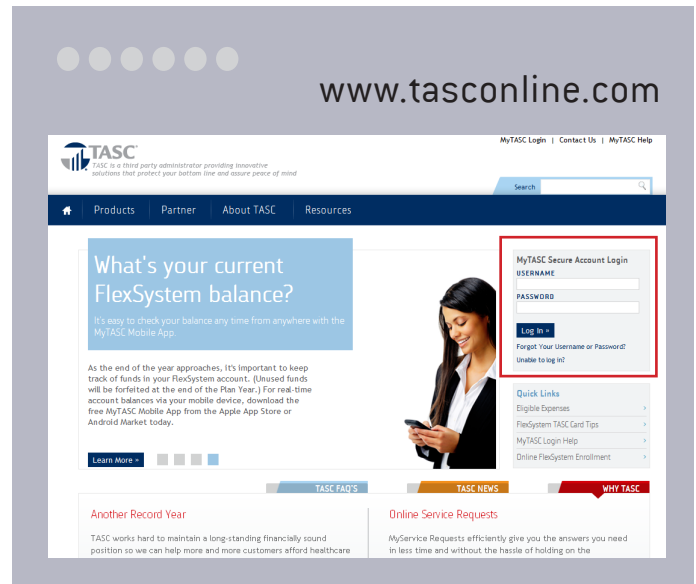 www.tasconline.com
MyTASC Login | Contact Us | MyTASC Help
TASC
TASC is a third party administrator providing innovative
solutions that protect your bottom line and assure peace of mind
Search
Products Partner About TASC Resources
What's your current
FlexSystem balance?
It's easy to check your balance any time from anywhere with the
MyTASC Mobile App.
As the end of the year approaches, it's important to keep
track of funds in your FlexSystem account. (Unused funds
will be forfeited at the end of the Plan Year.) For real-time
account balances via your mobile device, download the
free MyTASC Mobile App from the Apple App Store or
Android Market today.
Learn More »
MyTASC Secure Account Login
USERNAME
PASSWORD
Log In »
Forgot Your Username or Password?
Unable to log in?
Quick Links
Eligible Expenses
FlexSystem TASC Card Tips
MyTASC Login Help
Online FlexSystem Enrollment
TASC FAQ'S
TASC NEWS
WHY TASC
Another Record Year
TASC works hard to maintain a long-standing financially sound
position so we can help more and more customers afford healthcare
Online Service Requests
MyService Requests efficiently give you the answers you need
in less time and without the hassle of holding on the